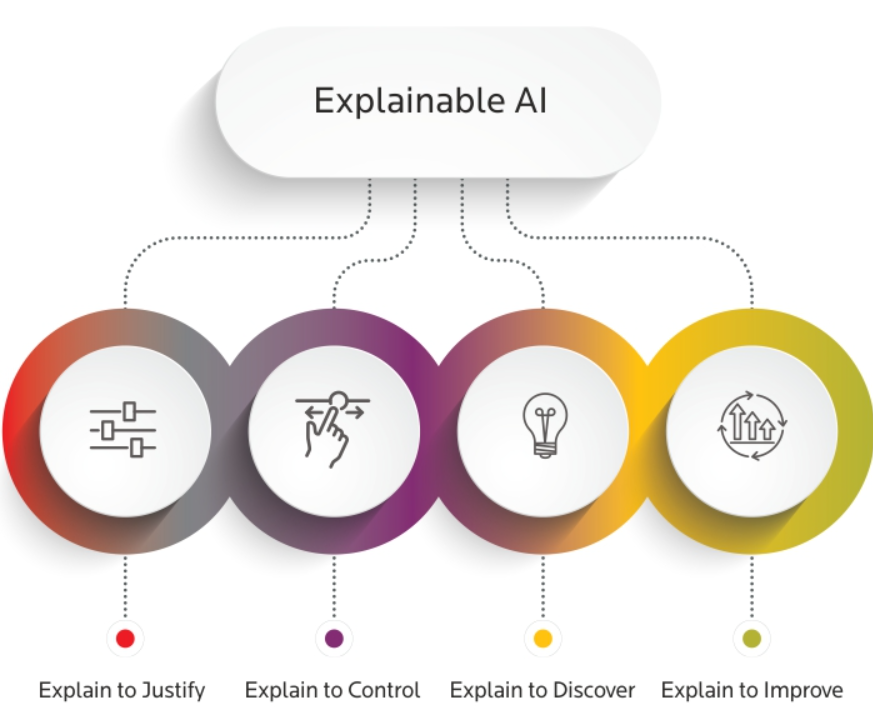 Explainable AI
Explain to Justify
Explain to Control
Explain to Discover
Explain to Improve